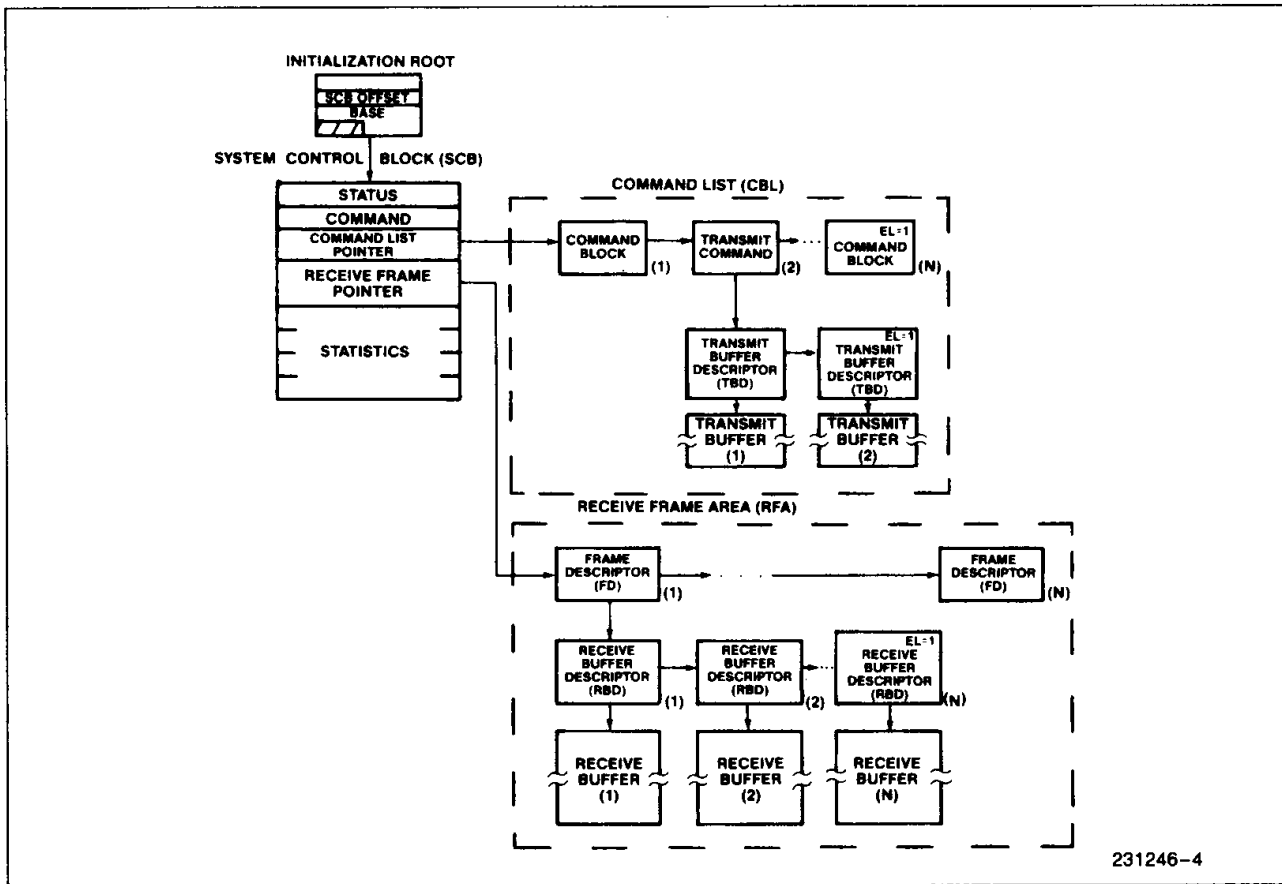 INITIALIZATION ROOT
SCB OFFSET
BASE
SYSTEM CONTROL BLOCK (SCB)
STATUS
COMMAND
COMMAND LIST
POINTER
RECEIVE FRAME
POINTER
STATISTICS
COMMAND LIST (CBL)
COMMAND
BLOCK
(1)
TRANSMIT
COMMAND
(2)
EL=1
COMMAND
BLOCK
(N)
TRANSMIT
BUFFER
DESCRIPTOR
(TBD)
EL=1
TRANSMIT
BUFFER
DESCRIPTOR
(TBD)
TRANSMIT
BUFFER
(1)
TRANSMIT
BUFFER
(2)
RECEIVE FRAME AREA (RFA)
FRAME
DESCRIPTOR
(FD)
(1)
FRAME
DESCRIPTOR
(FD)
(N)
RECEIVE
BUFFER
DESCRIPTOR
(RBD)
(1)
RECEIVE
BUFFER
DESCRIPTOR
(RBD)
(2)
EL=1
RECEIVE
BUFFER
DESCRIPTOR
(RBD)
(N)
RECEIVE
BUFFER
(1)
RECEIVE
BUFFER
(2)
RECEIVE
BUFFER
(N)
231246-4